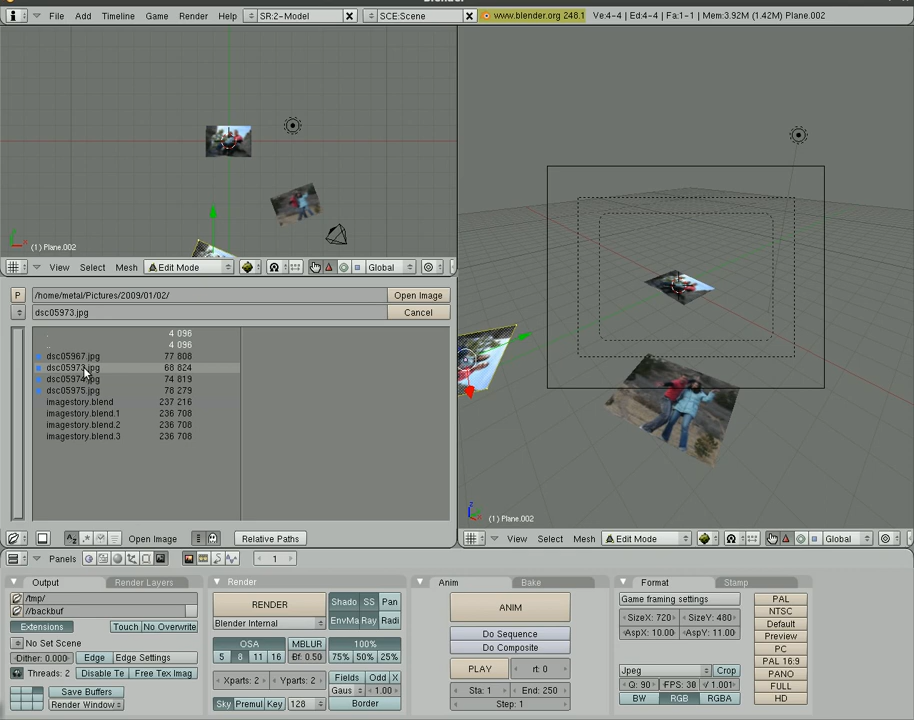 Blender
File Add Timeline Game Render Help SR:2-Model SCE:Scene www.blender.org 248.1 Ve:4-4 | Ed:4-4 | Fa:1-1 | Mem:3.92M (1.42M) Plane.002
(1) Plane.002
View Select Mesh Edit Mode Global
P /home/metal/Pictures/2009/01/02/ Open Image
dsc05973.jpg Cancel
. 4 096
.. 4 096
dsc05967.jpg 77 808
dsc05973.jpg 68 824
dsc05974.jpg 74 819
dsc05975.jpg 78 279
imagestory.blend 237 216
imagestory.blend.1 236 708
imagestory.blend.2 236 708
imagestory.blend.3 236 708
Open Image Relative Paths
(1) Plane.002
View Select Mesh Edit Mode Global
Panels 1
Output Render Layers
/tmp/
//backbuf
Extensions Touch No Overwrite
No Set Scene
Dither: 0.000 Edge Edge Settings
Threads: 2 Disable Te Free Tex Imag
Save Buffers
Render Window
Render
RENDER
Blender Internal
Shado SS Pan
EnvMa Ray Radi
OSA MBLUR 100%
5 8 11 16 Bf: 0.50 75% 50% 25%
Xparts: 2 Yparts: 2 Fields Odd X
Gaus 1.00
Sky Premul Key 128 Border
Anim Bake
ANIM
Do Sequence
Do Composite
PLAY rt: 0
Sta: 1 End: 250
Step: 1
Format Stamp
Game framing settings
SizeX: 720 SizeY: 480
AspX: 10.00 AspY: 11.00
Jpeg Crop
Q: 90 FPS: 30 /1.001
BW RGB RGBA
PAL
NTSC
Default
Preview
PC
PAL 16:9
PANO
FULL
HD